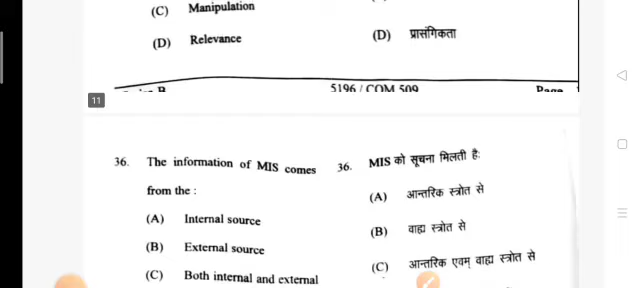 (C) Manipulation
(D) Relevance
(D) प्रासंगिकता
5196 / COM 509
11
36. The information of MIS comes
from the :
(A) Internal source
(B) External source
(C) Both internal and external
36. MIS को सूचना मिलती है:
(A) आन्तरिक स्त्रोत से
(B) वाह्य स्त्रोत से
(C) आन्तरिक एवम् वाह्य स्त्रोत से